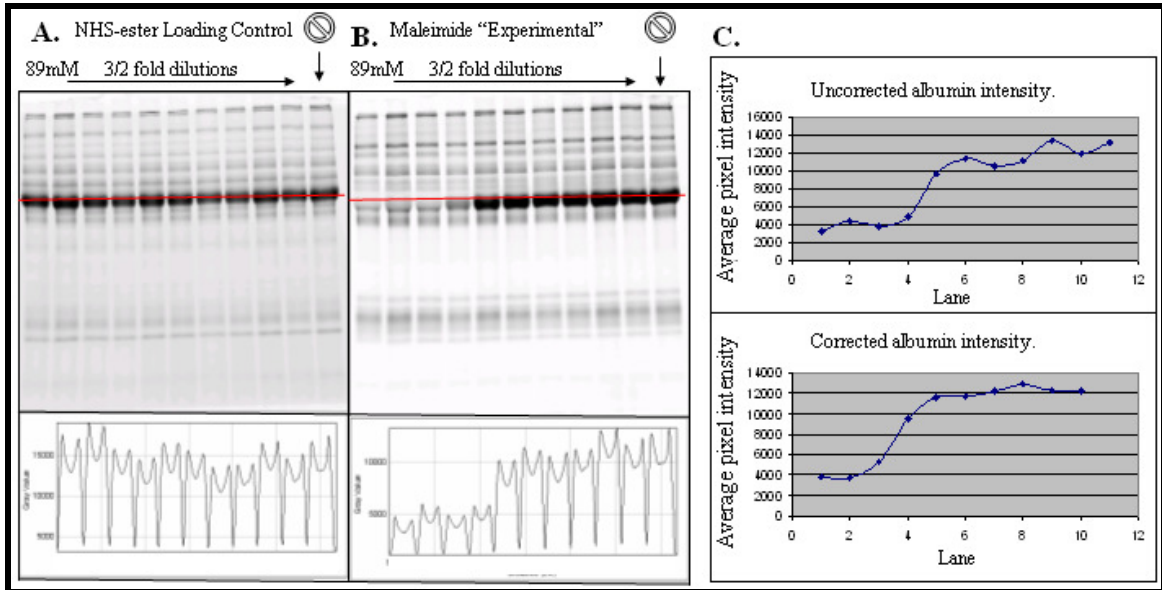 A. NHS-ester Loading Control
89mM 3/2 fold dilutions
15000
10000
5000
Gray Value
B. Maleimide “Experimental”
89mM 3/2 fold dilutions
10000
5000
Gray Value
C.
Uncorrected albumin intensity.
Average pixel intensity
16000
14000
12000
10000
8000
6000
4000
2000
0
0 2 4 6 8 10 12
Lane
Corrected albumin intensity.
Average pixel intensity
14000
12000
10000
8000
6000
4000
2000
0
0 2 4 6 8 10 12
Lane